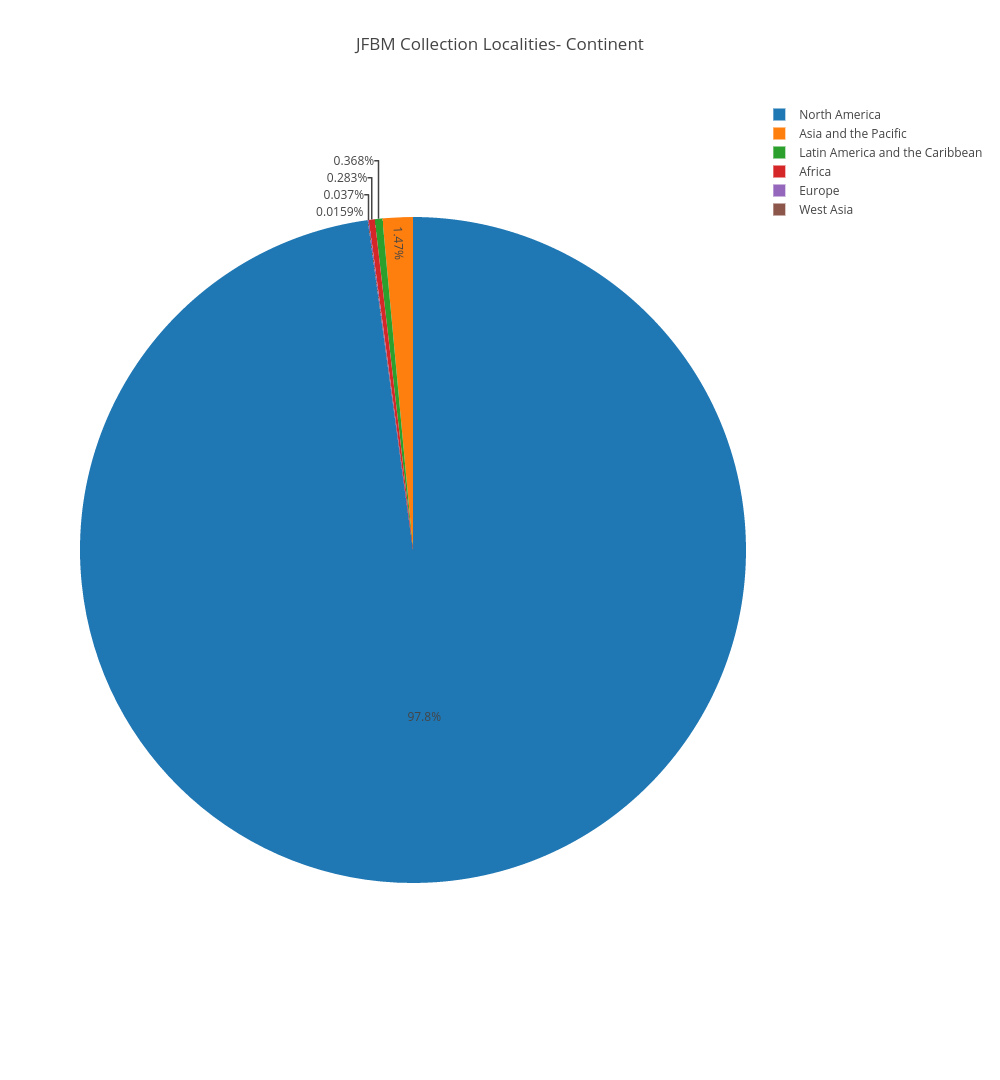 JFBM Collection Localities- Continent
North America
Asia and the Pacific
Latin America and the Caribbean
Africa
Europe
West Asia
0.368%
0.283%
0.037%
0.0159%
1.47%
97.8%